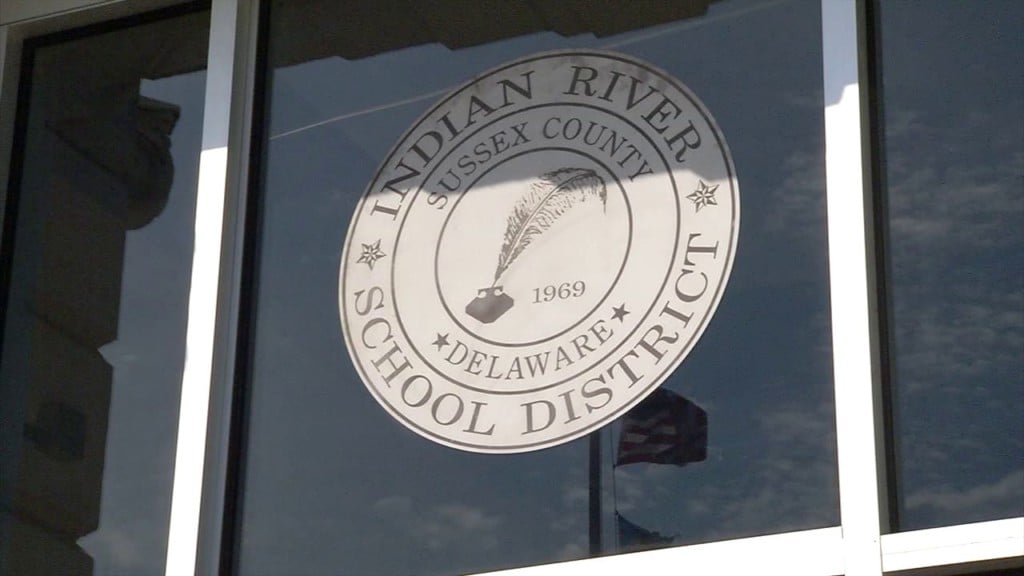 INDIAN RIVER
SUSSEX COUNTY
1969
DELAWARE
SCHOOL DISTRICT